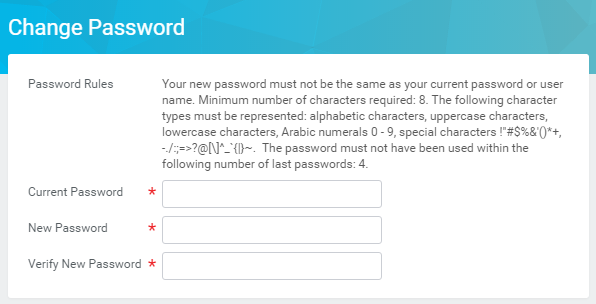 Change Password
Password Rules
Your new password must not be the same as your current password or user
name. Minimum number of characters required: 8. The following character
types must be represented: alphabetic characters, uppercase characters,
lowercase characters, Arabic numerals 0 - 9, special characters !"#$%&'()*+,
-./:;=>?@[\]^_`{|}~.  The password must not have been used within the
following number of last passwords: 4.
Current Password *
New Password *
Verify New Password *